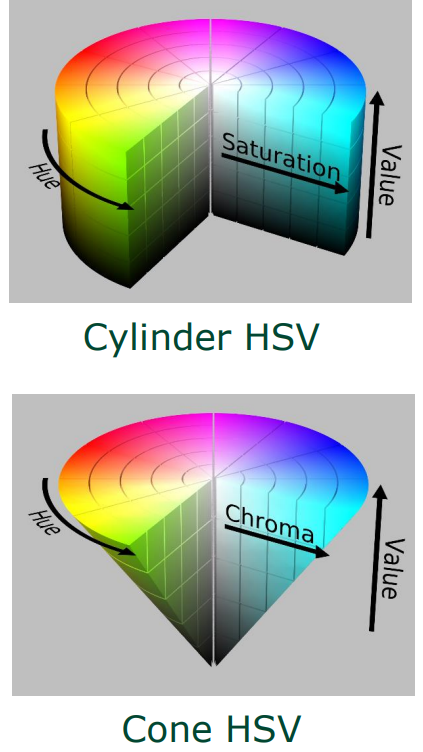 Saturation
Value
Hue
Cylinder HSV
Chroma
Hue
Value
Cone HSV